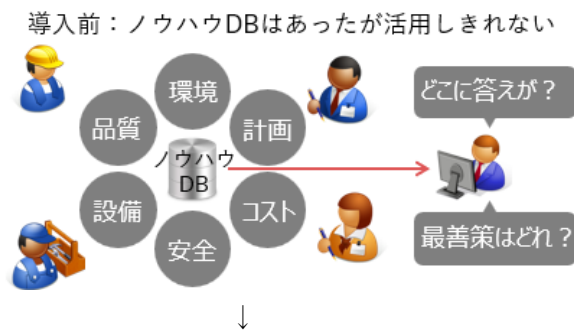 導入前：ノウハウDBはあったが活用しきれない
環境
品質
計画
ノウハウ
DB
設備
コスト
安全
どこに答えが？
最善策はどれ？
↓